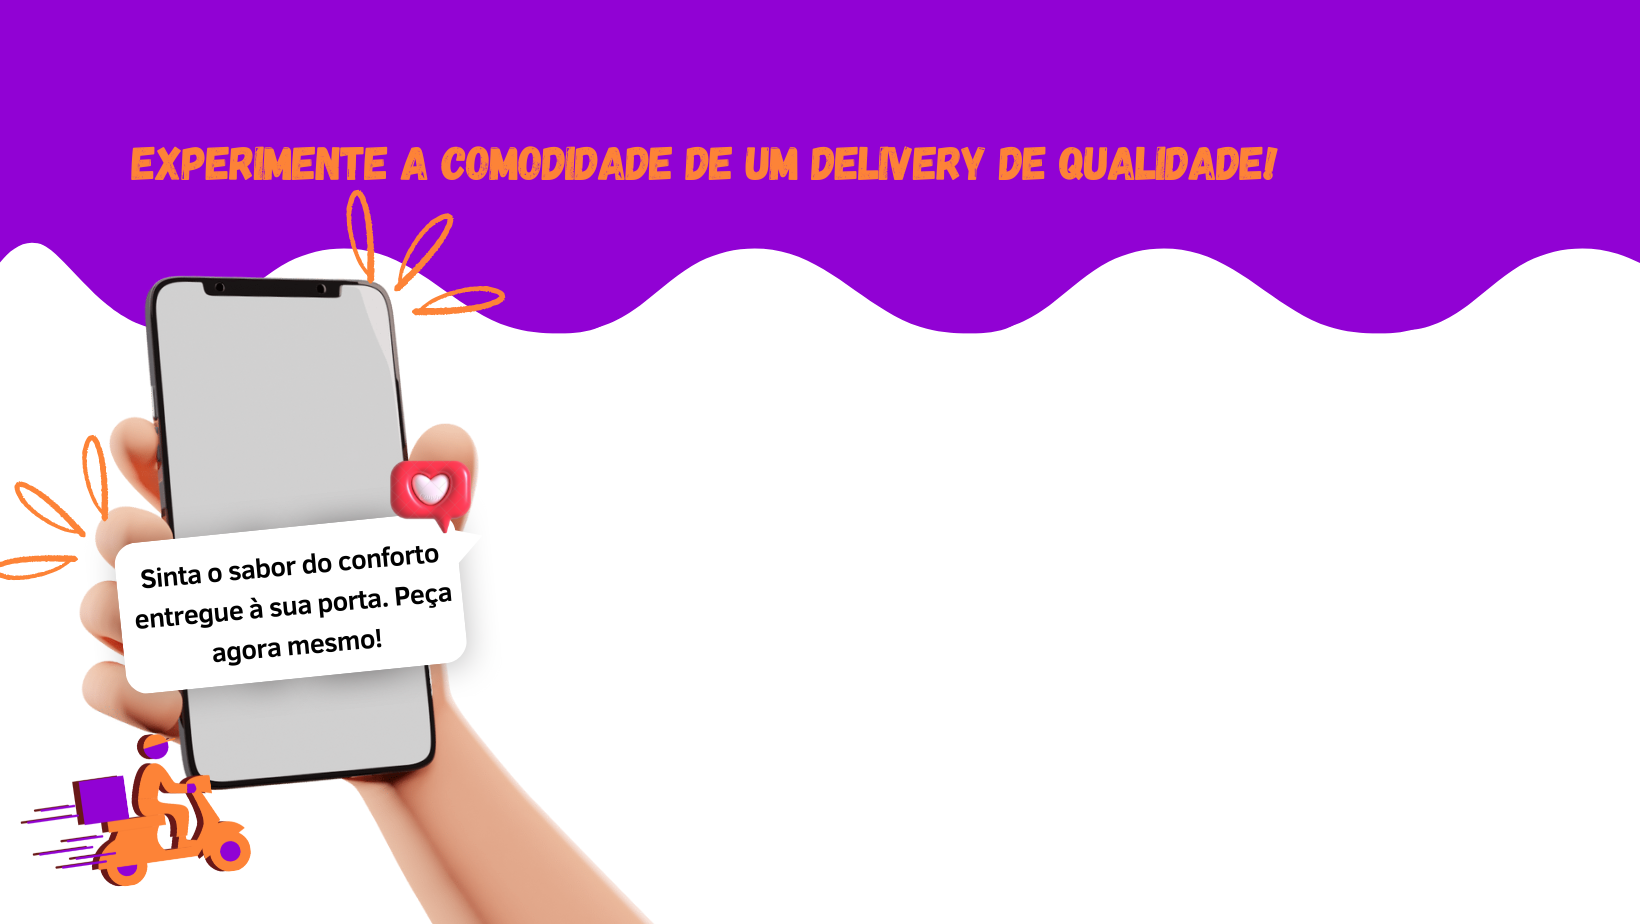 EXPERIMENTE A COMODIDADE DE UM DELIVERY DE QUALIDADE!
Sinta o sabor do conforto
entregue à sua porta. Peça
agora mesmo!